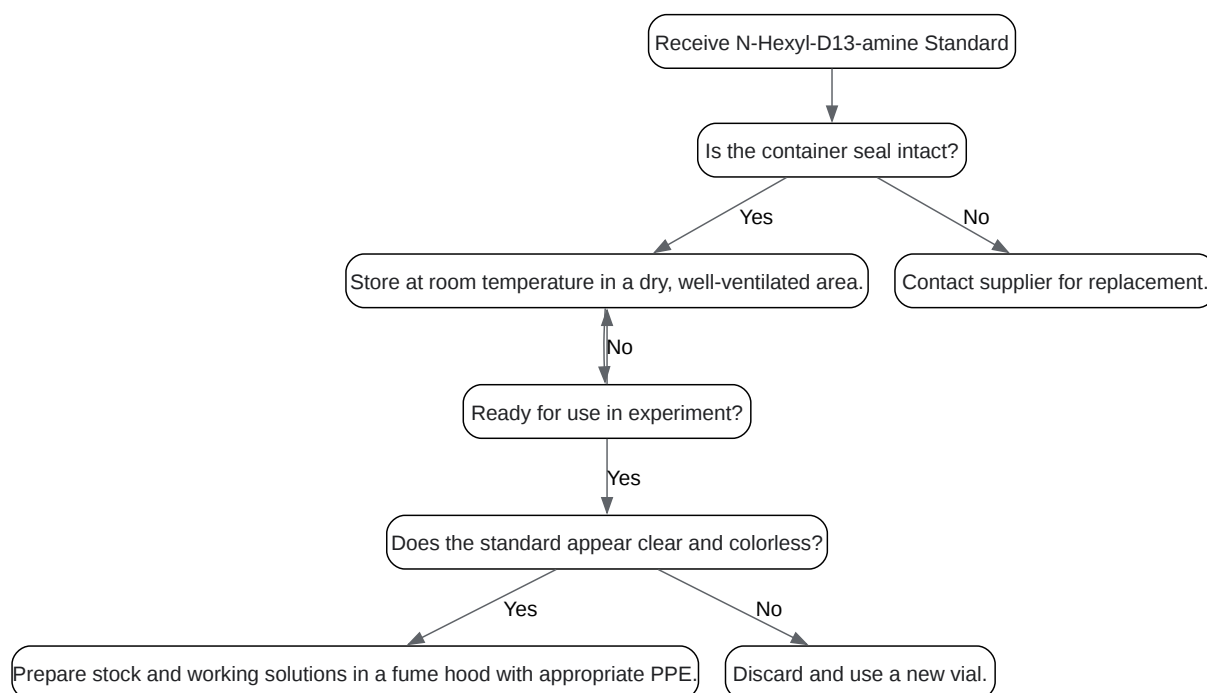 Receive N-Hexyl-D13-amine Standard
Is the container seal intact?
Yes
No
Store at room temperature in a dry, well-ventilated area.
Contact supplier for replacement.
No
Ready for use in experiment?
Yes
Does the standard appear clear and colorless?
Yes
No
Prepare stock and working solutions in a fume hood with appropriate PPE.
Discard and use a new vial.